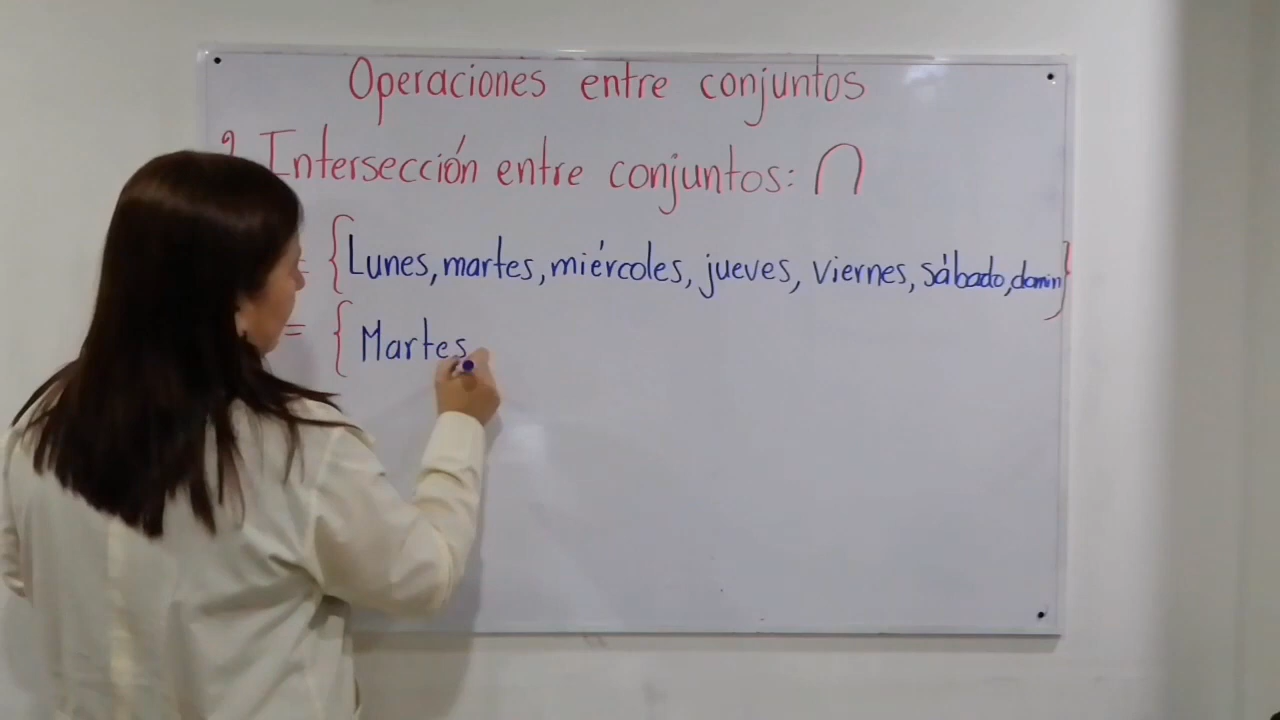 Operaciones entre conjuntos
Intersección entre conjuntos: ∩
= {Lunes, martes, miércoles, jueves, viernes, sábado, domin}
= { Martes